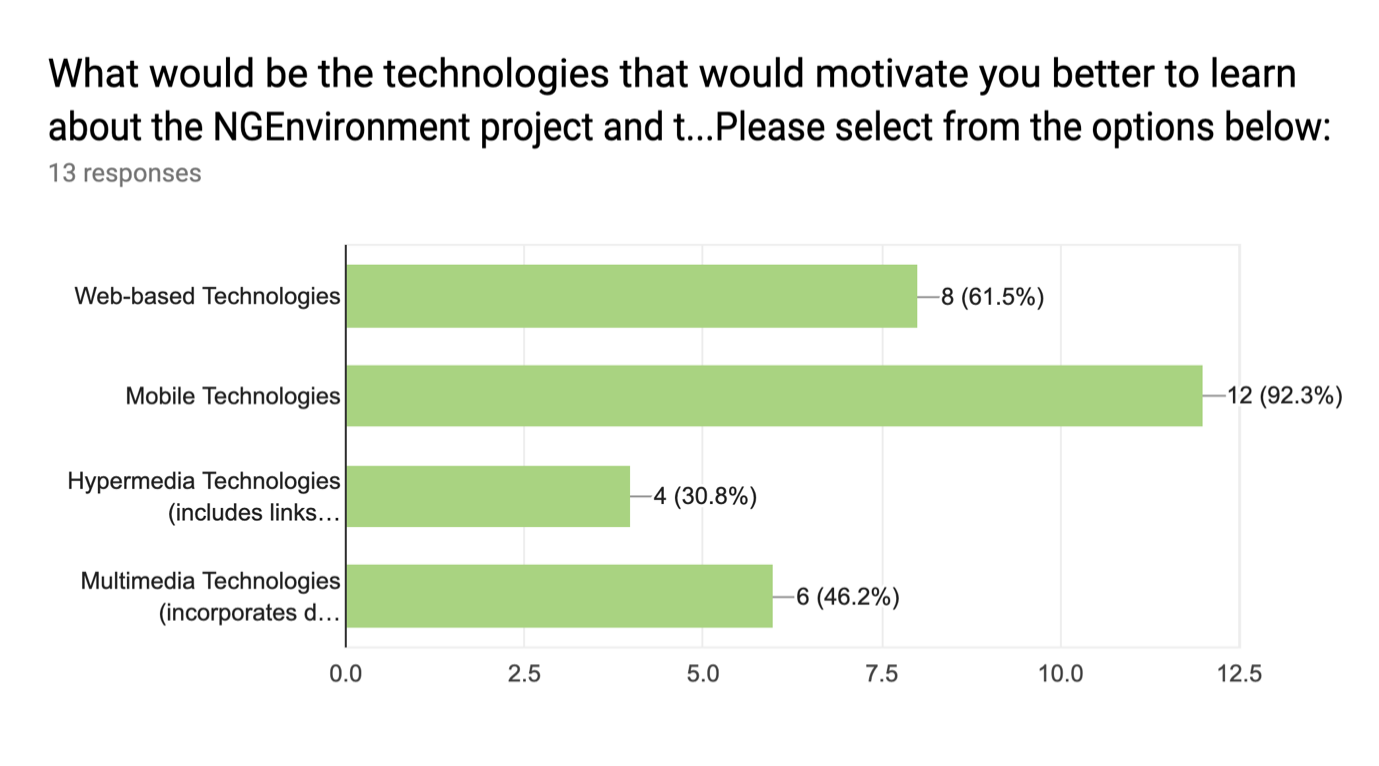 What would be the technologies that would motivate you better to learn
about the NGEnvironment project and t...Please select from the options below:
13 responses
Web-based Technologies
8 (61.5%)
Mobile Technologies
12 (92.3%)
Hypermedia Technologies
(includes links...
4 (30.8%)
Multimedia Technologies
(incorporates d...
6 (46.2%)
0.0 2.5 5.0 7.5 10.0 12.5